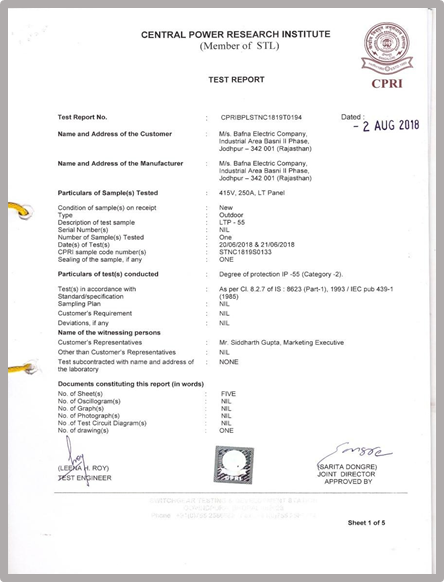 CENTRAL POWER RESEARCH INSTITUTE
(Member of STL)
CPRI
TEST REPORT
Test Report No. : CPRIBPLSTNC1819T0194 Dated :
- 2 AUG 2018
Name and Address of the Customer : M/s. Bafna Electric Company,
Industrial Area Basni II Phase,
Jodhpur – 342 001 (Rajasthan)
Name and Address of the Manufacturer : M/s. Bafna Electric Company,
Industrial Area Basni II Phase,
Jodhpur – 342 001 (Rajasthan)
Particulars of Sample(s) Tested : 415V, 250A, LT Panel
Condition of sample(s) on receipt : New
Type : Outdoor
Description of test sample : LTP - 55
Serial Number(s) : NIL
Number of Sample(s) Tested : One
Date(s) of Test(s) : 20/06/2018 & 21/06/2018
CPRI sample code number(s) : STNC1819S0133
Sealing of the sample, if any : ONE
Particulars of test(s) conducted : Degree of protection IP -55 (Category -2).
Test(s) in accordance with : As per Cl. 8.2.7 of IS : 8623 (Part-1), 1993 / IEC pub 439-1
Standard/specification (1985)
Sampling Plan : NIL
Customer's Requirement : NIL
Deviations, if any : NIL
Name of the witnessing persons
Customer's Representatives : Mr. Siddharth Gupta, Marketing Executive
Other than Customer's Representatives : NIL
Test subcontracted with name and address of : NONE
the laboratory
Documents constituting this report (in words)
No. of Sheet(s) : FIVE
No. of Oscillogram(s) : NIL
No. of Graph(s) : NIL
No. of Photograph(s) : NIL
No .of Test Circuit Diagram(s) : NIL
No. of drawing(s) : ONE
(LEENA H. ROY)
TEST ENGINEER
CPRI
(SARITA DONGRE)
JOINT DIRECTOR
APPROVED BY
Sheet 1 of 5